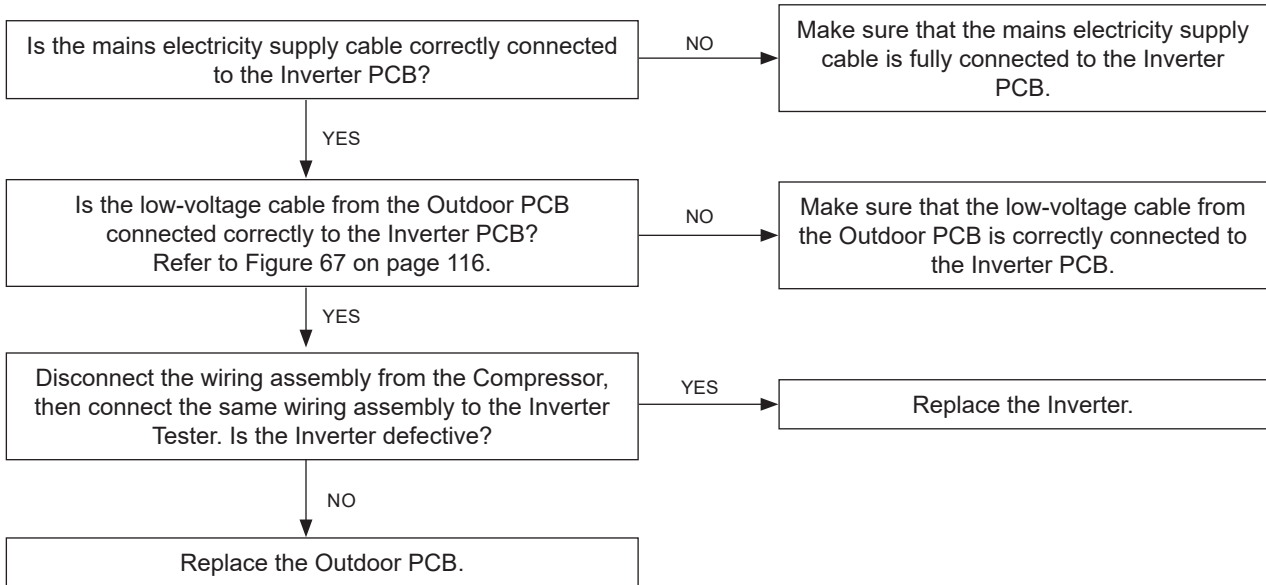 Is the mains electricity supply cable correctly connected
to the Inverter PCB?
NO
Make sure that the mains electricity supply
cable is fully connected to the Inverter
PCB.
YES
Is the low-voltage cable from the Outdoor PCB
connected correctly to the Inverter PCB?
Refer to Figure 67 on page 116.
NO
Make sure that the low-voltage cable from
the Outdoor PCB is correctly connected to
the Inverter PCB.
YES
Disconnect the wiring assembly from the Compressor,
then connect the same wiring assembly to the Inverter
Tester. Is the Inverter defective?
YES
Replace the Inverter.
NO
Replace the Outdoor PCB.